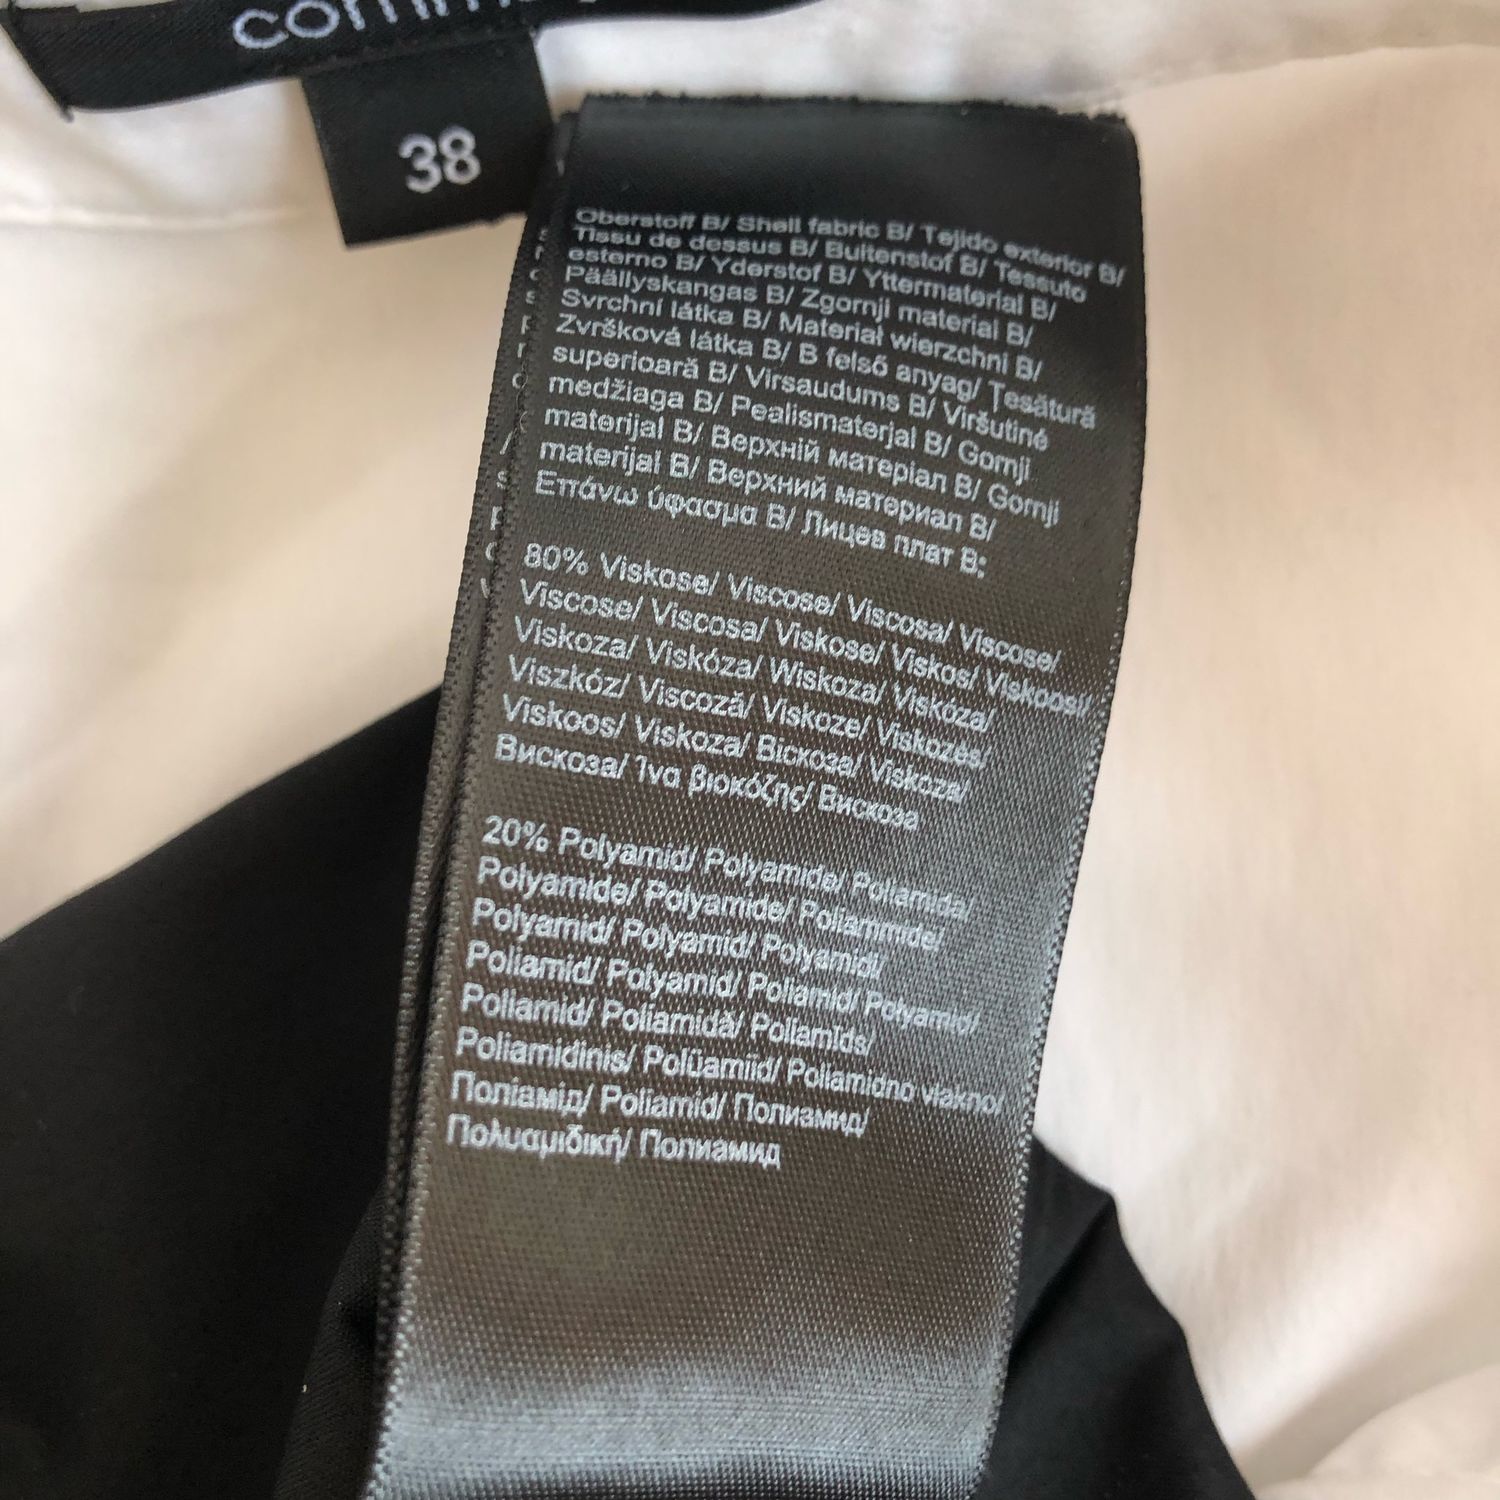 38
Oberstoff B/ Shell fabric B/ Tejido exterior B/
Tissu de dessus B/ Buitenstof B/ Tessuto
esterno B/ Yderstof B/ Yttermaterial B/
Päällyskangas B/ Zgornji material B/
Svrchní látka B/ Materiał wierzchni B/
Zvršková látka B/ B felső anyag/ Țesătură
superioară B/ Virsaudums B/ Viršutinė
medžiaga B/ Pealismaterjal B/ Gornji
materijal B/ Верхній матеріал B/ Gornji
materijal B/ Верхний материал B/
Επάνω ύφασμα B/ Лицев плат B:
80% Viskose/ Viscose/ Viscosa/ Viscose/
Viscose/ Viscosa/ Viskose/ Viskos/ Viskoosi/
Viskoza/ Viskóza/ Wiskoza/ Viskóza/
Viszkóz/ Viscoză/ Viskoze/ Viskozės/
Viskoos/ Viskoza/ Віскоза/ Viskoza/
Вискоза/ Ίνα βισκόζης/ Вискоза
20% Polyamid/ Polyamide/ Poliamida/
Polyamide/ Polyamide/ Poliammide/
Polyamid/ Polyamid/ Polyamidi/
Poliamid/ Polyamid/ Poliamid/ Polyamid/
Poliamid/ Poliamidă/ Poliamīds/
Poliamidinis/ Polüamiid/ Poliamidno vlakno/
Поліамід/ Poliamid/ Полиамид/
Πολυαμιδική/ Полиамид